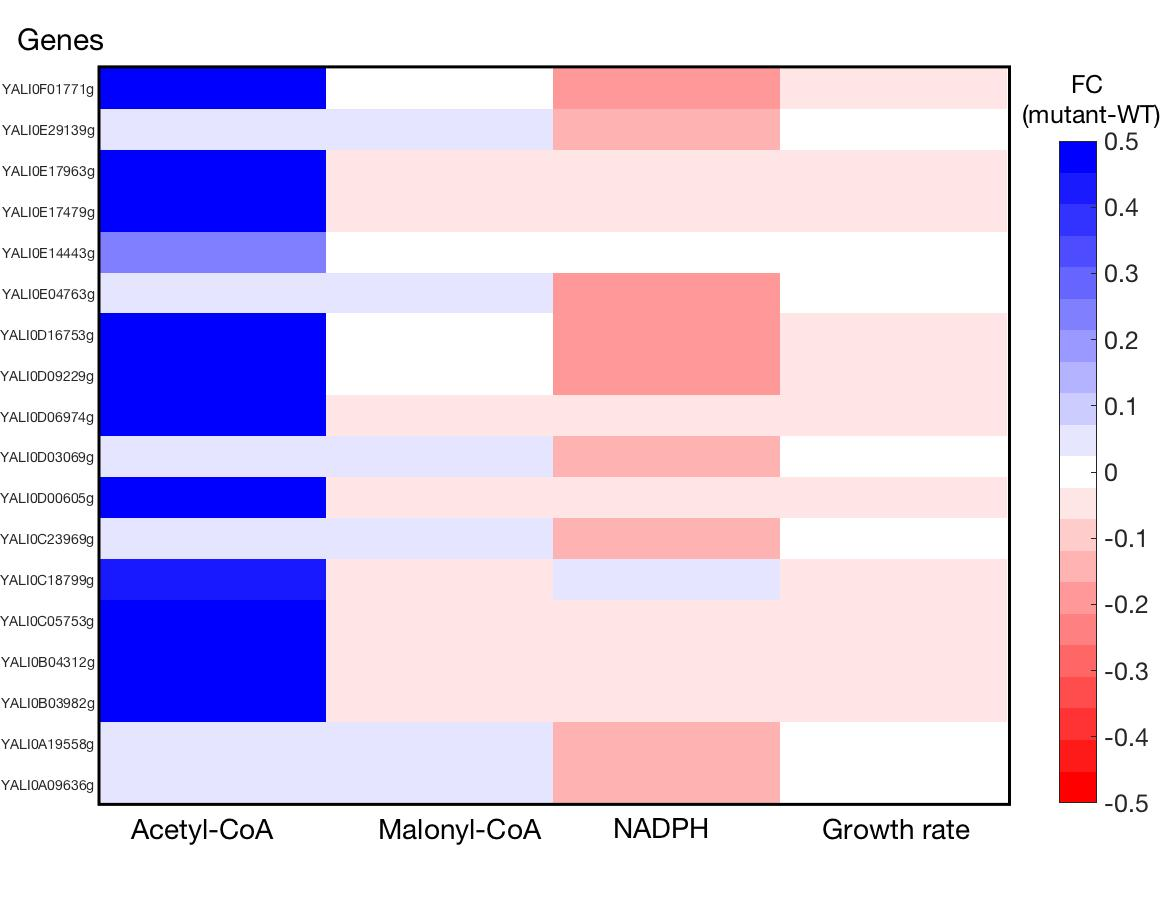 Genes
YALI0F01771g
YALI0E29139g
YALI0E17963g
YALI0E17479g
YALI0E14443g
YALI0E04763g
YALI0D16753g
YALI0D09229g
YALI0D06974g
YALI0D03069g
YALI0D00605g
YALI0C23969g
YALI0C18799g
YALI0C05753g
YALI0B04312g
YALI0B03982g
YALI0A19558g
YALI0A09636g
Acetyl-CoA Malonyl-CoA NADPH Growth rate
FC
(mutant-WT)
0.5
0.4
0.3
0.2
0.1
0
-0.1
-0.2
-0.3
-0.4
-0.5